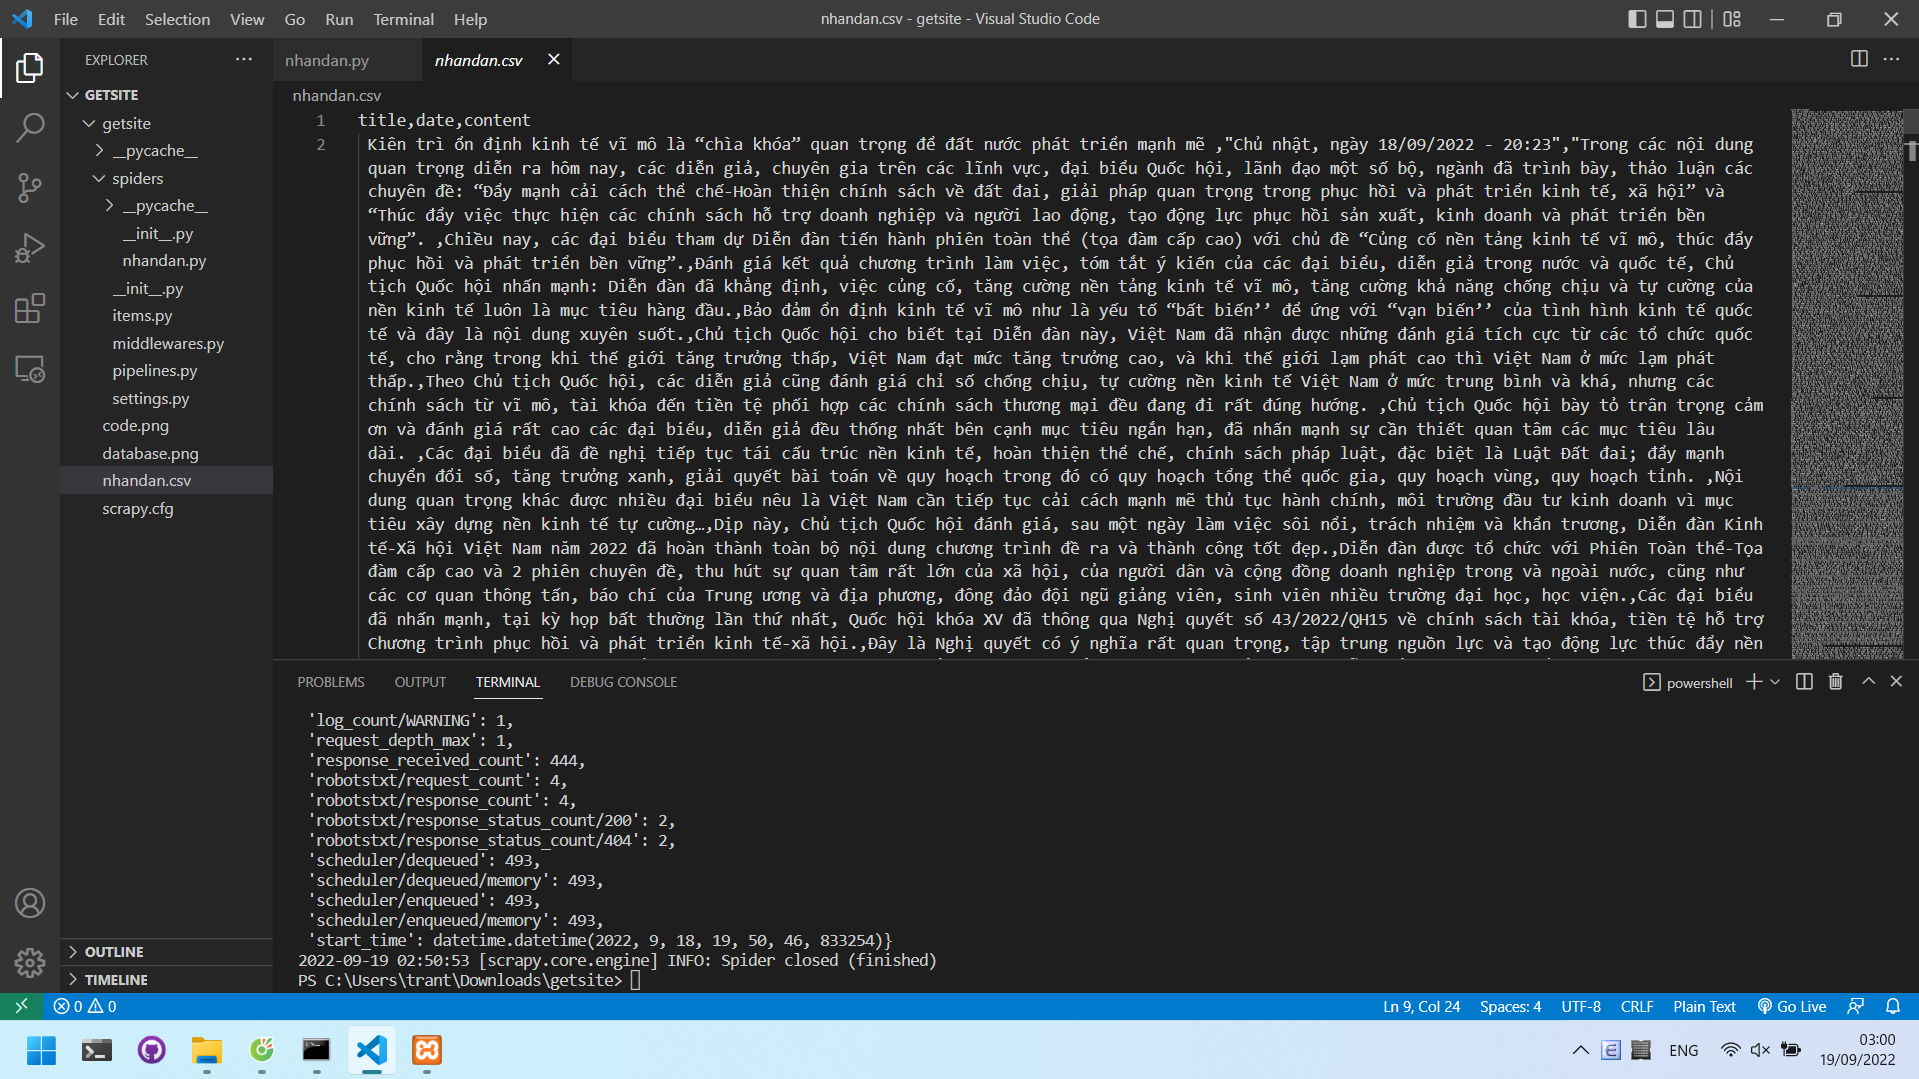 File Edit Selection View Go Run Terminal Help
nhandan.csv - getsite - Visual Studio Code
EXPLORER
nhandan.py
nhandan.csv
GETSITE
getsite
__pycache__
spiders
__pycache__
__init__.py
nhandan.py
__init__.py
items.py
middlewares.py
pipelines.py
settings.py
code.png
database.png
nhandan.csv
scrapy.cfg
OUTLINE
TIMELINE
nhandan.csv
1 title,date,content
2 Kiên trì ổn định kinh tế vĩ mô là “chìa khóa” quan trọng để đất nước phát triển mạnh mẽ ,"Chủ nhật, ngày 18/09/2022 - 20:23","Trong các nội dung
quan trọng diễn ra hôm nay, các diễn giả, chuyên gia trên các lĩnh vực, đại biểu Quốc hội, lãnh đạo một số bộ, ngành đã trình bày, thảo luận các
chuyên đề: “Đẩy mạnh cải cách thể chế-Hoàn thiện chính sách về đất đai, giải pháp quan trọng trong phục hồi và phát triển kinh tế, xã hội” và
“Thúc đẩy việc thực hiện các chính sách hỗ trợ doanh nghiệp và người lao động, tạo động lực phục hồi sản xuất, kinh doanh và phát triển bền
vững”. ,Chiều nay, các đại biểu tham dự Diễn đàn tiến hành phiên toàn thể (tọa đàm cấp cao) với chủ đề “Củng cố nền tảng kinh tế vĩ mô, thúc đẩy
phục hồi và phát triển bền vững”.,Đánh giá kết quả chương trình làm việc, tóm tắt ý kiến của các đại biểu, diễn giả trong nước và quốc tế, Chủ
tịch Quốc hội nhấn mạnh: Diễn đàn đã khẳng định, việc củng cố, tăng cường nền tảng kinh tế vĩ mô, tăng cường khả năng chống chịu và tự cường của
nền kinh tế luôn là mục tiêu hàng đầu.,Bảo đảm ổn định kinh tế vĩ mô như là yếu tố “bất biến’’ để ứng với “vạn biến’’ của tình hình kinh tế quốc
tế và đây là nội dung xuyên suốt.,Chủ tịch Quốc hội cho biết tại Diễn đàn này, Việt Nam đã nhận được những đánh giá tích cực từ các tổ chức quốc
tế, cho rằng trong khi thế giới tăng trưởng thấp, Việt Nam đạt mức tăng trưởng cao, và khi thế giới lạm phát cao thì Việt Nam ở mức lạm phát
thấp.,Theo Chủ tịch Quốc hội, các diễn giả cũng đánh giá chỉ số chống chịu, tự cường nền kinh tế Việt Nam ở mức trung bình và khá, nhưng các
chính sách từ vĩ mô, tài khóa đến tiền tệ phối hợp các chính sách thương mại đều đang đi rất đúng hướng. ,Chủ tịch Quốc hội bày tỏ trân trọng cảm
ơn và đánh giá rất cao các đại biểu, diễn giả đều thống nhất bên cạnh mục tiêu ngắn hạn, đã nhấn mạnh sự cần thiết quan tâm các mục tiêu lâu
dài. ,Các đại biểu đã đề nghị tiếp tục tái cấu trúc nền kinh tế, hoàn thiện thể chế, chính sách pháp luật, đặc biệt là Luật Đất đai; đẩy mạnh
chuyển đổi số, tăng trưởng xanh, giải quyết bài toán về quy hoạch trong đó có quy hoạch tổng thể quốc gia, quy hoạch vùng, quy hoạch tỉnh. ,Nội
dung quan trọng khác được nhiều đại biểu nêu là Việt Nam cần tiếp tục cải cách mạnh mẽ thủ tục hành chính, môi trường đầu tư kinh doanh vì mục
tiêu xây dựng nền kinh tế tự cường…,Dịp này, Chủ tịch Quốc hội đánh giá, sau một ngày làm việc sôi nổi, trách nhiệm và khẩn trương, Diễn đàn Kinh
tế-Xã hội Việt Nam năm 2022 đã hoàn thành toàn bộ nội dung chương trình đề ra và thành công tốt đẹp.,Diễn đàn được tổ chức với Phiên Toàn thể-Tọa
đàm cấp cao và 2 phiên chuyên đề, thu hút sự quan tâm rất lớn của xã hội, của người dân và cộng đồng doanh nghiệp trong và ngoài nước, cũng như
các cơ quan thông tấn, báo chí của Trung ương và địa phương, đông đảo đội ngũ giảng viên, sinh viên nhiều trường đại học, học viện.,Các đại biểu
đã nhấn mạnh, tại kỳ họp bất thường lần thứ nhất, Quốc hội khóa XV đã thông qua Nghị quyết số 43/2022/QH15 về chính sách tài khóa, tiền tệ hỗ trợ
Chương trình phục hồi và phát triển kinh tế-xã hội.,Đây là Nghị quyết có ý nghĩa rất quan trọng, tập trung nguồn lực và tạo động lực thúc đẩy nền
PROBLEMS OUTPUT TERMINAL DEBUG CONSOLE
powershell
'log_count/WARNING': 1,
'request_depth_max': 1,
'response_received_count': 444,
'robotstxt/request_count': 4,
'robotstxt/response_count': 4,
'robotstxt/response_status_count/200': 2,
'robotstxt/response_status_count/404': 2,
'scheduler/dequeued': 493,
'scheduler/dequeued/memory': 493,
'scheduler/enqueued': 493,
'scheduler/enqueued/memory': 493,
'start_time': datetime.datetime(2022, 9, 18, 19, 50, 46, 833254)}
2022-09-19 02:50:53 [scrapy.core.engine] INFO: Spider closed (finished)
PS C:\Users\trant\Downloads\getsite>
0 0
Ln 9, Col 24 Spaces: 4 UTF-8 CRLF Plain Text Go Live
ENG
03:00
19/09/2022